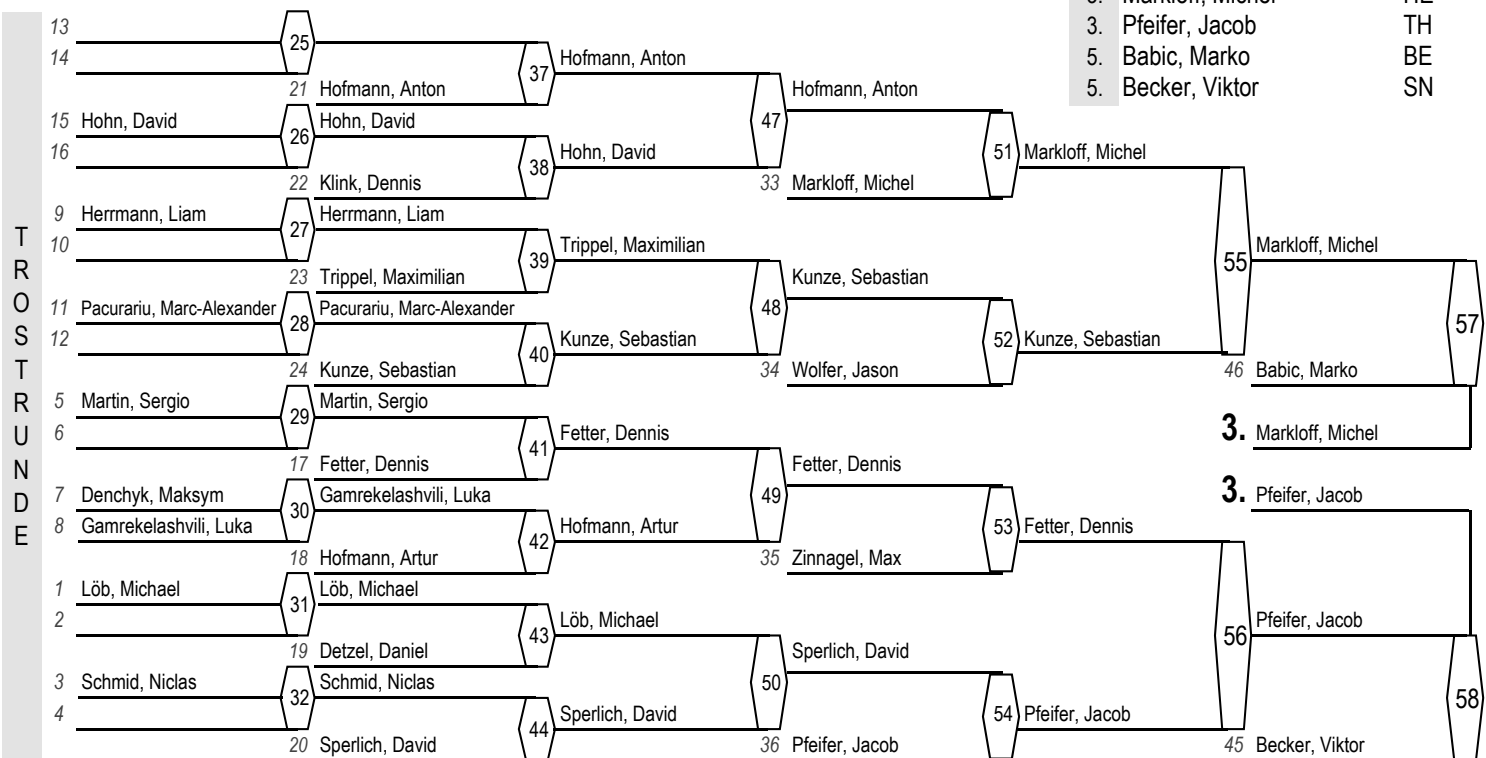 3. Markloff, Michel HE
3. Pfeifer, Jacob TH
5. Babic, Marko BE
5. Becker, Viktor SN
TROSTRUNDE
13
25
14
37 Hofmann, Anton
21 Hofmann, Anton
Hofmann, Anton
15 Hohn, David
26 Hohn, David
47
16
38 Hohn, David
51 Markloff, Michel
22 Klink, Dennis
33 Markloff, Michel
9 Herrmann, Liam
27 Herrmann, Liam
10
39 Trippel, Maximilian
55 Markloff, Michel
23 Trippel, Maximilian
Kunze, Sebastian
11 Pacurariu, Marc-Alexander
28 Pacurariu, Marc-Alexander
48
57
12
40 Kunze, Sebastian
52 Kunze, Sebastian
24 Kunze, Sebastian
34 Wolfer, Jason
46 Babic, Marko
5 Martin, Sergio
29 Martin, Sergio
6
41 Fetter, Dennis
3. Markloff, Michel
17 Fetter, Dennis
Fetter, Dennis
7 Denchyk, Maksym
30 Gamrekelashvili, Luka
49
3. Pfeifer, Jacob
8 Gamrekelashvili, Luka
42 Hofmann, Artur
53 Fetter, Dennis
18 Hofmann, Artur
35 Zinnagel, Max
1 Löb, Michael
31 Löb, Michael
2
43 Löb, Michael
56 Pfeifer, Jacob
19 Detzel, Daniel
Sperlich, David
3 Schmid, Niclas
32 Schmid, Niclas
50
58
4
44 Sperlich, David
54 Pfeifer, Jacob
20 Sperlich, David
36 Pfeifer, Jacob
45 Becker, Viktor